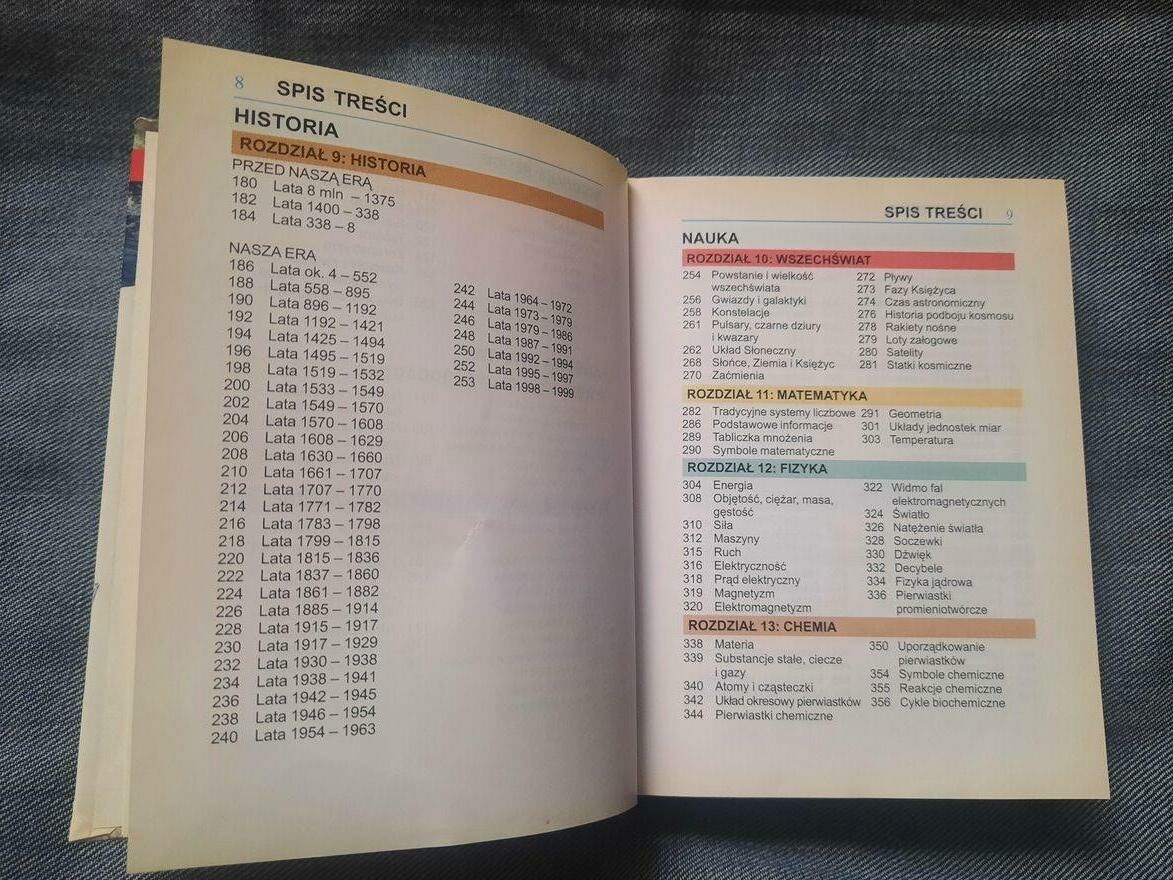 8 SPIS TREŚCI
HISTORIA
ROZDZIAŁ 9: HISTORIA
PRZED NASZĄ ERĄ
180 Lata 8 mln – 1375
182 Lata 1400 – 338
184 Lata 338 – 8
NASZA ERA
186 Lata ok. 4 – 552
188 Lata 558 – 895
190 Lata 896 – 1192
192 Lata 1192 – 1421
194 Lata 1425 – 1494
196 Lata 1495 – 1519
198 Lata 1519 – 1532
200 Lata 1533 – 1549
202 Lata 1549 – 1570
204 Lata 1570 – 1608
206 Lata 1608 – 1629
208 Lata 1630 – 1660
210 Lata 1661 – 1707
212 Lata 1707 – 1770
214 Lata 1771 – 1782
216 Lata 1783 – 1798
218 Lata 1799 – 1815
220 Lata 1815 – 1836
222 Lata 1837 – 1860
224 Lata 1861 – 1882
226 Lata 1885 – 1914
228 Lata 1915 – 1917
230 Lata 1917 – 1929
232 Lata 1930 – 1938
234 Lata 1938 – 1941
236 Lata 1942 – 1945
238 Lata 1946 – 1954
240 Lata 1954 – 1963
242 Lata 1964 – 1972
244 Lata 1973 – 1979
246 Lata 1979 – 1986
248 Lata 1987 – 1991
250 Lata 1992 – 1994
252 Lata 1995 – 1997
253 Lata 1998 – 1999
SPIS TREŚCI 9
NAUKA
ROZDZIAŁ 10: WSZECHŚWIAT
254 Powstanie i wielkość
wszechświata
256 Gwiazdy i galaktyki
258 Konstelacje
261 Pulsary, czarne dziury
i kwazary
262 Układ Słoneczny
268 Słońce, Ziemia i Księżyc
270 Zaćmienia
272 Pływy
273 Fazy Księżyca
274 Czas astronomiczny
276 Historia podboju kosmosu
278 Rakiety nośne
279 Loty załogowe
280 Satelity
281 Statki kosmiczne
ROZDZIAŁ 11: MATEMATYKA
282 Tradycyjne systemy liczbowe
286 Podstawowe informacje
289 Tabliczka mnożenia
290 Symbole matematyczne
291 Geometria
301 Układy jednostek miar
303 Temperatura
ROZDZIAŁ 12: FIZYKA
304 Energia
308 Objętość, ciężar, masa,
gęstość
310 Siła
312 Maszyny
315 Ruch
316 Elektryczność
318 Prąd elektryczny
319 Magnetyzm
320 Elektromagnetyzm
322 Widmo fal
elektromagnetycznych
324 Światło
326 Natężenie światła
328 Soczewki
330 Dźwięk
332 Decybele
334 Fizyka jądrowa
336 Pierwiastki
promieniotwórcze
ROZDZIAŁ 13: CHEMIA
338 Materia
339 Substancje stałe, ciecze
i gazy
340 Atomy i cząsteczki
342 Układ okresowy pierwiastków
344 Pierwiastki chemiczne
350 Uporządkowanie
pierwiastków
354 Symbole chemiczne
355 Reakcje chemiczne
356 Cykle biochemiczne